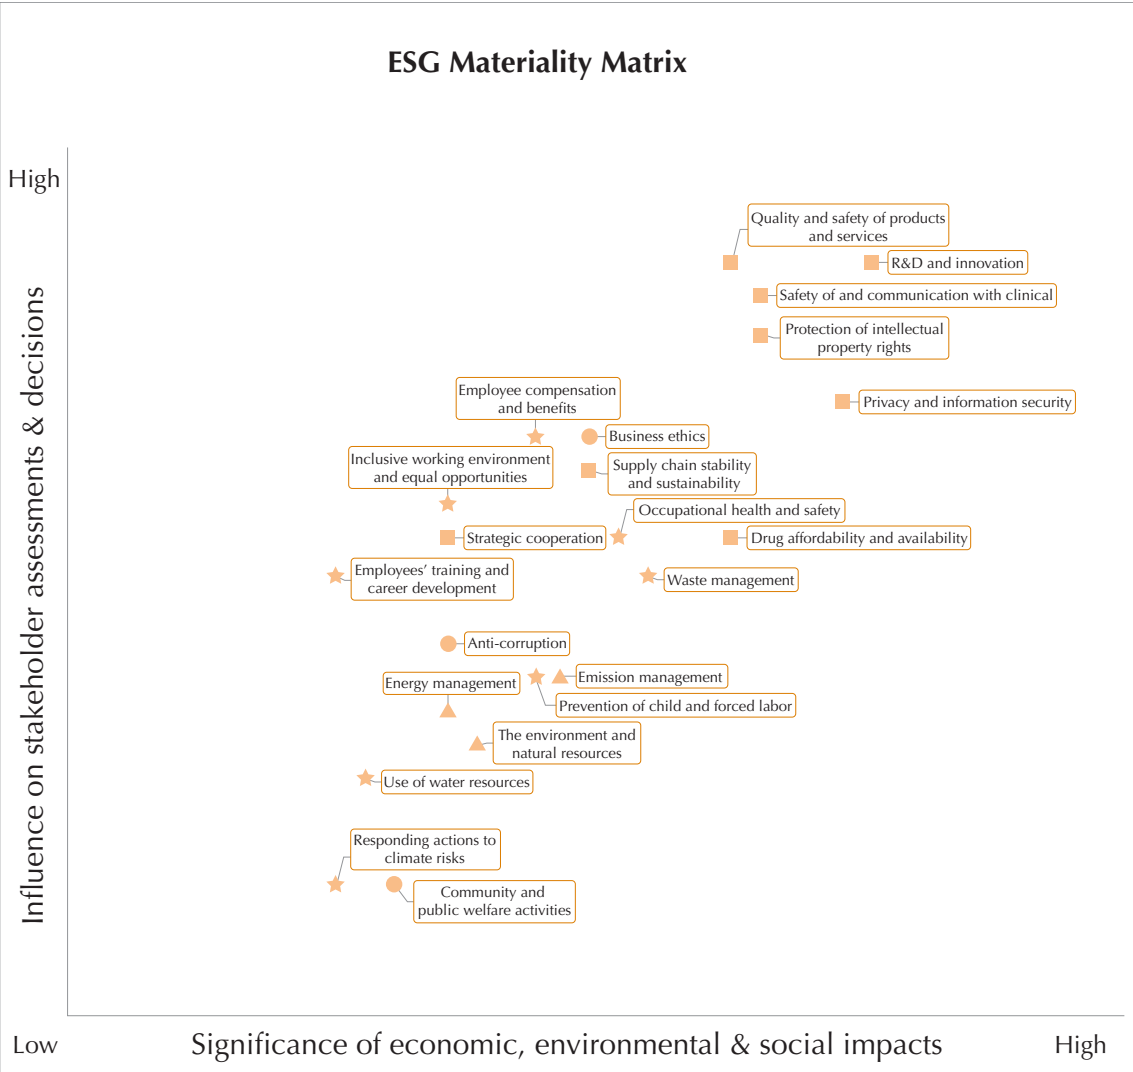 ESG Materiality Matrix
High
Influence on stakeholder assessments & decisions
Quality and safety of products
and services
R&D and innovation
Safety of and communication with clinical
Protection of intellectual
property rights
Employee compensation
and benefits
Privacy and information security
Business ethics
Inclusive working environment
and equal opportunities
Supply chain stability
and sustainability
Occupational health and safety
Strategic cooperation
Drug affordability and availability
Employees’ training and
career development
Waste management
Anti-corruption
Energy management
Emission management
Prevention of child and forced labor
The environment and
natural resources
Use of water resources
Responding actions to
climate risks
Community and
public welfare activities
Low
Significance of economic, environmental & social impacts
High